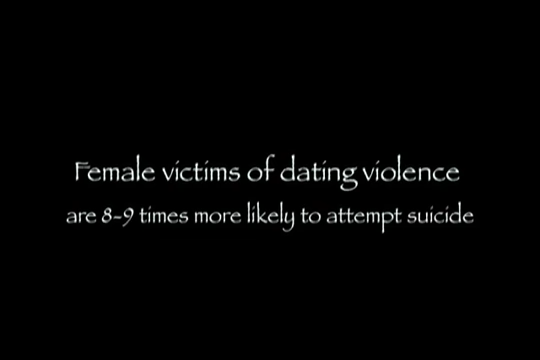 Female victims of dating violence
are 8-9 times more likely to attempt suicide